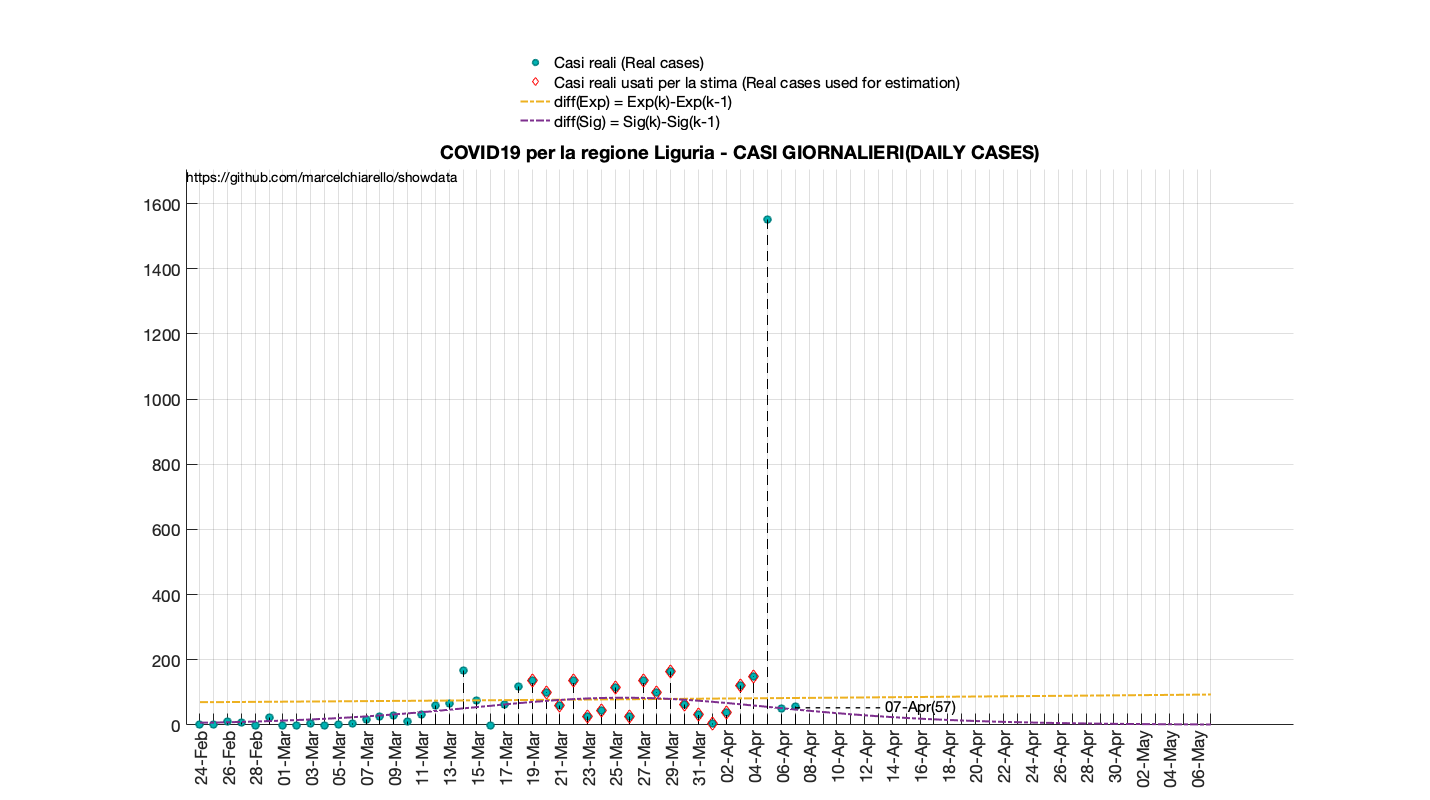 Casi reali (Real cases)
Casi reali usati per la stima (Real cases used for estimation)
diff(Exp) = Exp(k)-Exp(k-1)
diff(Sig) = Sig(k)-Sig(k-1)
COVID19 per la regione Liguria - CASI GIORNALIERI(DAILY CASES)
https://github.com/marcelchiarello/showdata
1600
1400
1200
1000
800
600
400
200
0
07-Apr(57)
24-Feb
26-Feb
28-Feb
01-Mar
03-Mar
05-Mar
07-Mar
09-Mar
11-Mar
13-Mar
15-Mar
17-Mar
19-Mar
21-Mar
23-Mar
25-Mar
27-Mar
29-Mar
31-Mar
02-Apr
04-Apr
06-Apr
08-Apr
10-Apr
12-Apr
14-Apr
16-Apr
18-Apr
20-Apr
22-Apr
24-Apr
26-Apr
28-Apr
30-Apr
02-May
04-May
06-May